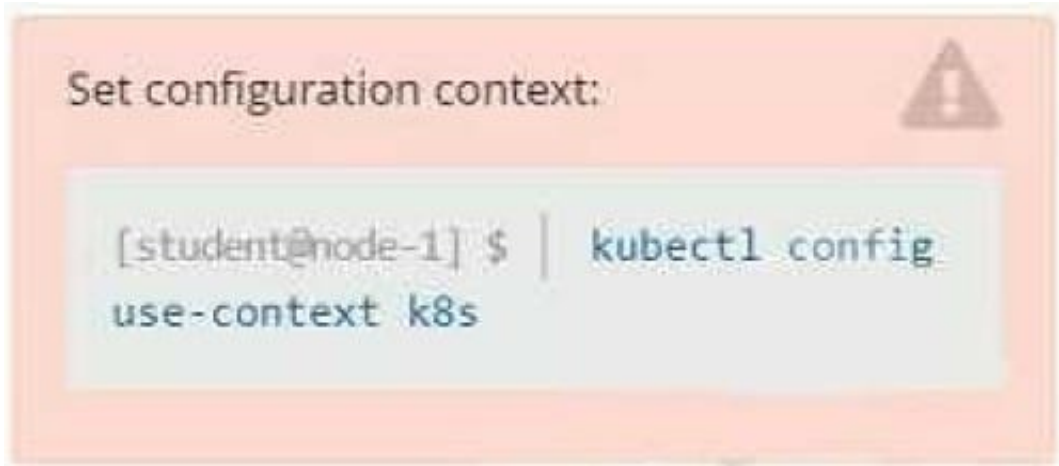 Set configuration context:
[student@node-1] $ | kubectl config
use-context k8s